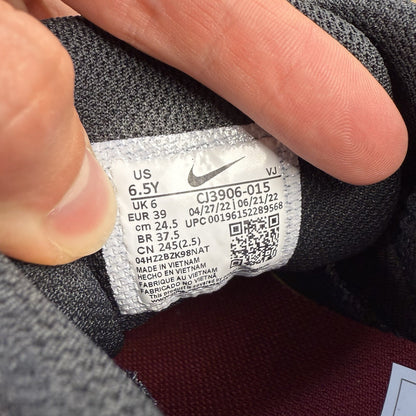 US VJ
6.5Y
UK 6 CJ3906-015
EUR 39 04/27/22 | 06/21/22
cm 24.5 UPC 00196152289568
BR 37.5
CN 245(2.5)
04HZ2BZK98NAT
MADE IN VIETNAM
HECHO EN VIETNAM
FABRICADO NO VIETNAM
FABRIQUÉ AU VIETNAM